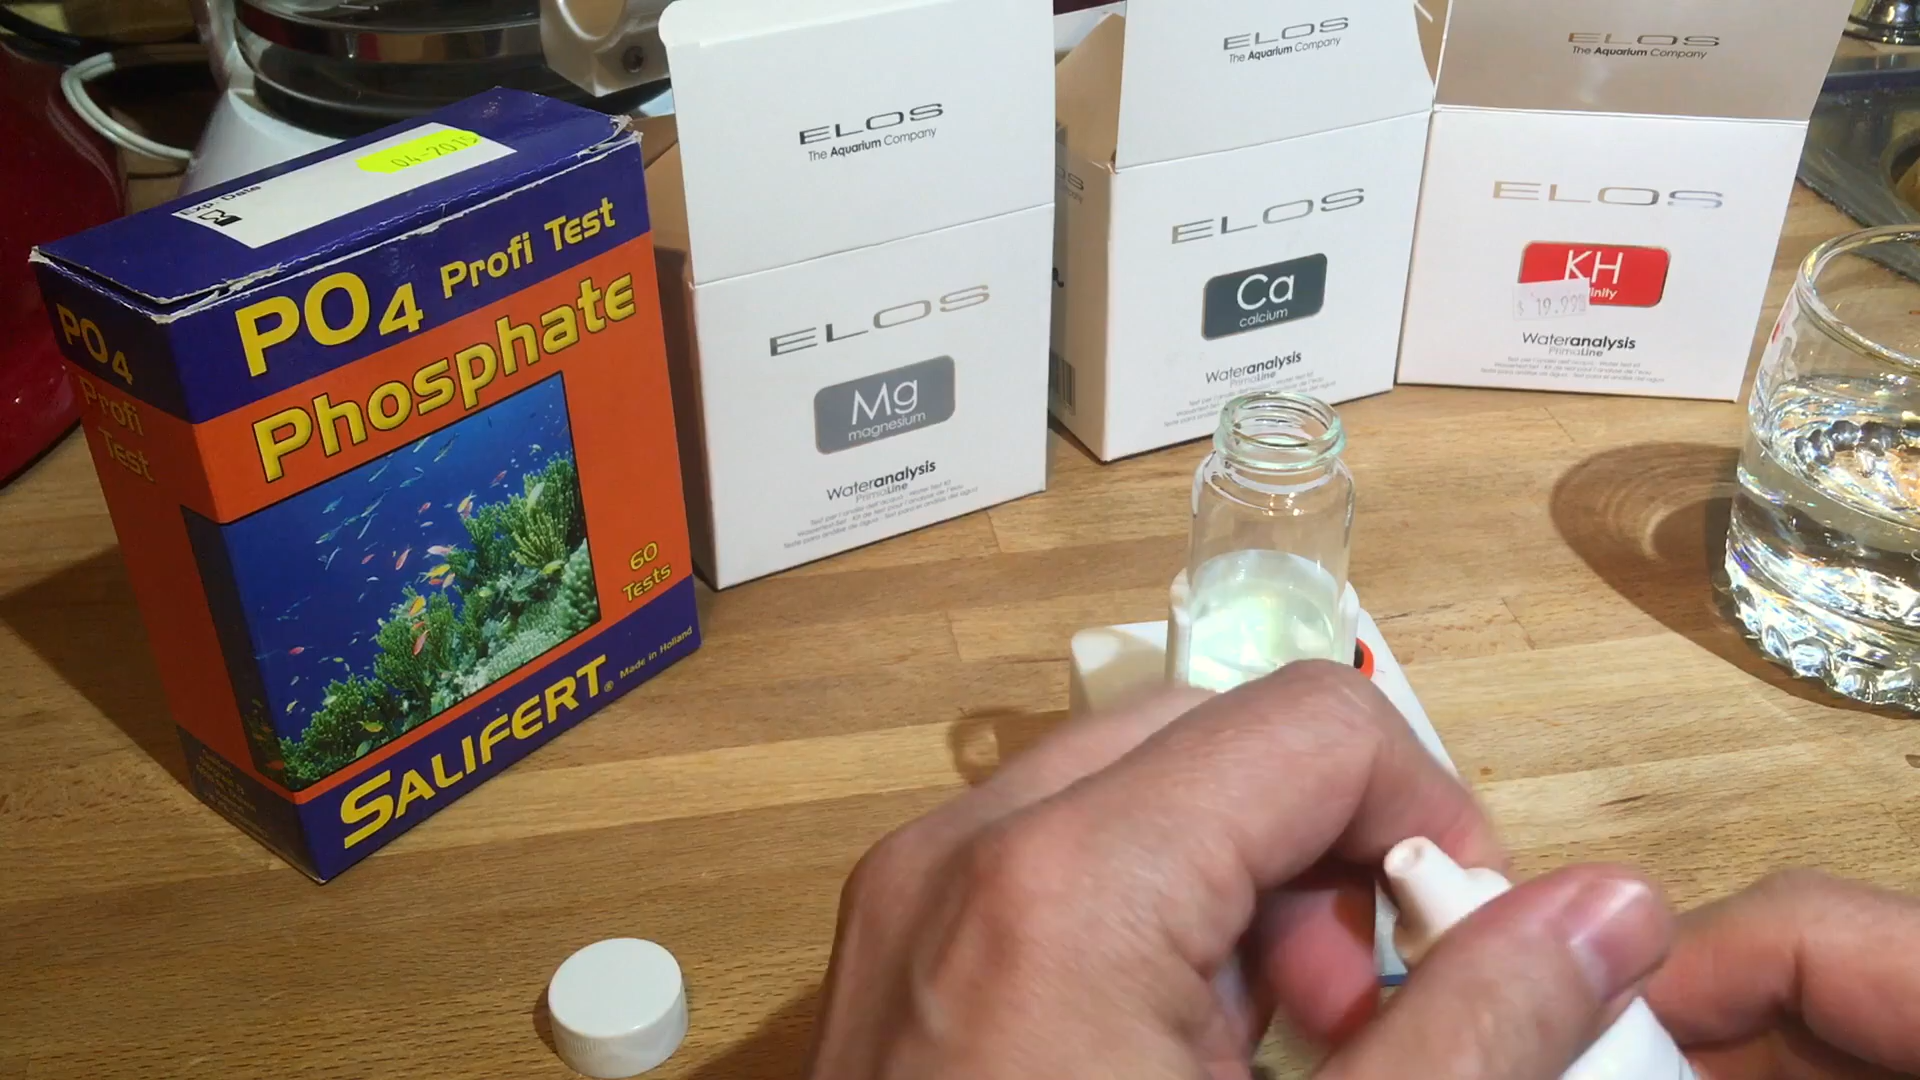 04-2015
Exp. Date
PO4 Profi Test
Phosphate
60
Tests
Made in Holland
SALIFERT®
PO4
Profi
Test
ELOS
The Aquarium Company
ELOS
Mg
magnesium
Wateranalysis
PrimaLine
ELOS
The Aquarium Company
ELOS
Ca
calcium
Wateranalysis
PrimaLine
ELOS
The Aquarium Company
ELOS
KH
$ 19.99
Wateranalysis
PrimaLine